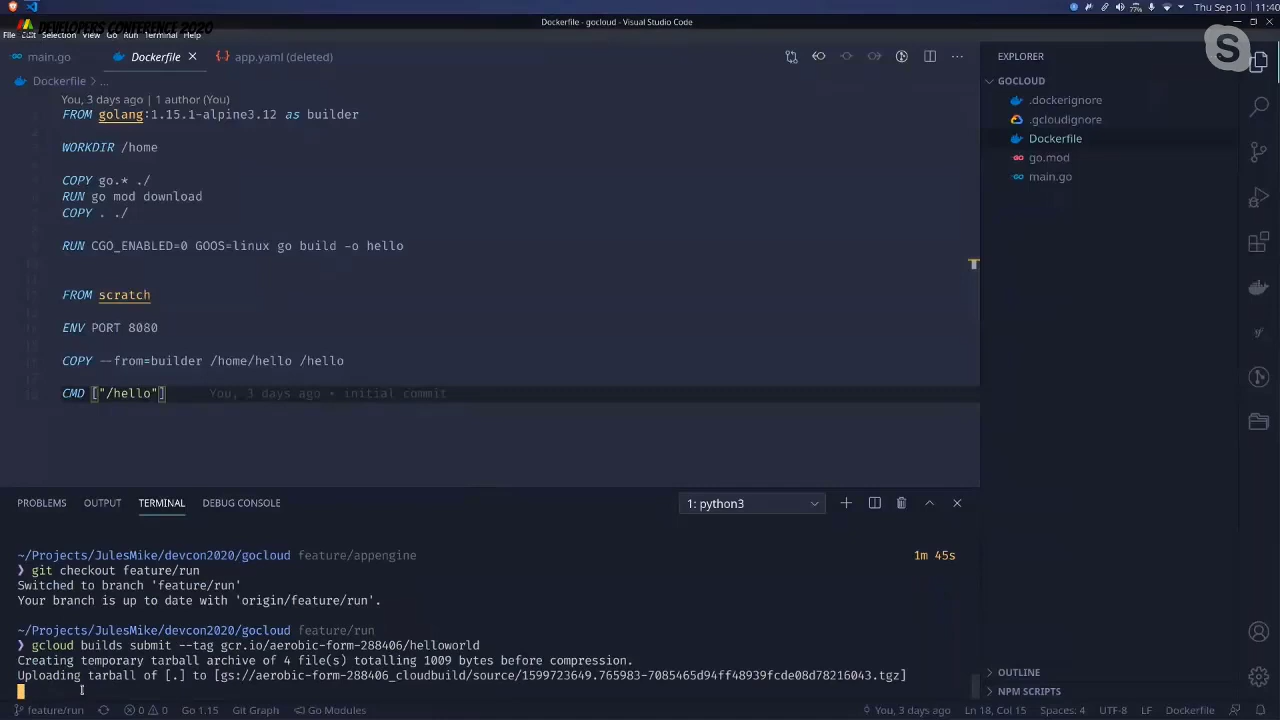 Thu Sep 10
11:40
77%
DEVELOPERS CONFERENCE 2020
Dockerfile - gocloud - Visual Studio Code
File Edit Selection View Go Run Terminal Help
main.go
Dockerfile
app.yaml (deleted)
Dockerfile > ...
You, 3 days ago | 1 author (You)
FROM golang:1.15.1-alpine3.12 as builder
WORKDIR /home
COPY go.* ./
RUN go mod download
COPY . ./
RUN CGO_ENABLED=0 GOOS=linux go build -o hello
FROM scratch
ENV PORT 8080
COPY --from=builder /home/hello /hello
CMD ["/hello"] You, 3 days ago • initial commit
EXPLORER
GOCLOUD
.dockerignore
.gcloudignore
Dockerfile
go.mod
main.go
OUTLINE
NPM SCRIPTS
PROBLEMS OUTPUT TERMINAL DEBUG CONSOLE
1: python3
~/Projects/JulesMike/devcon2020/gocloud feature/appengine 1m 45s
❯ git checkout feature/run
Switched to branch 'feature/run'
Your branch is up to date with 'origin/feature/run'.
~/Projects/JulesMike/devcon2020/gocloud feature/run
❯ gcloud builds submit --tag gcr.io/aerobic-form-288406/helloworld
Creating temporary tarball archive of 4 file(s) totalling 1009 bytes before compression.
Uploading tarball of [.] to [gs://aerobic-form-288406_cloudbuild/source/1599723649.765983-7085465d94ff48939fcde08d78216043.tgz]
feature/run 0 0 Go 1.15 Git Graph Go Modules You, 3 days ago Ln 18, Col 15 Spaces: 4 UTF-8 LF Dockerfile